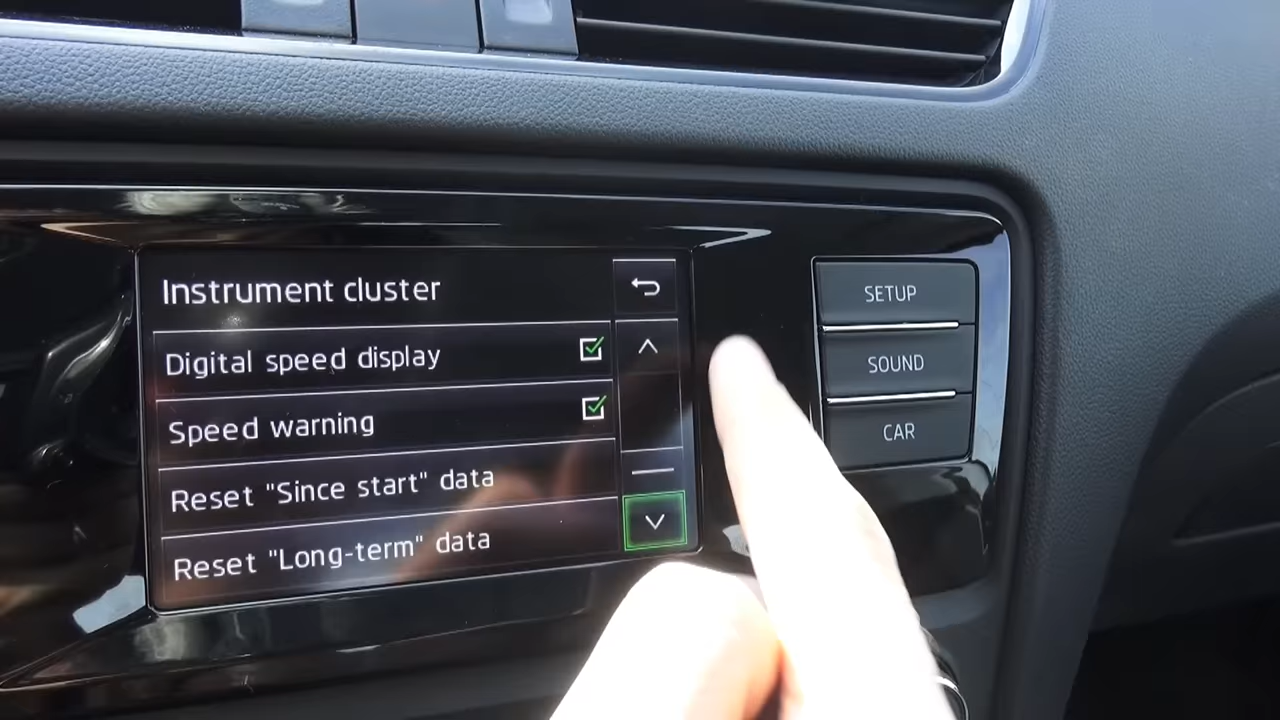 Instrument cluster
Digital speed display
Speed warning
Reset "Since start" data
Reset "Long-term" data
SETUP
SOUND
CAR